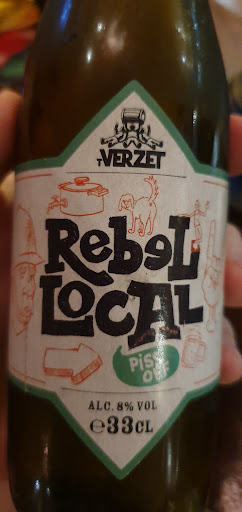 'T VERZET
Rebel
Local
PISS
OFF
ALC. 8% VOL
℮33CL